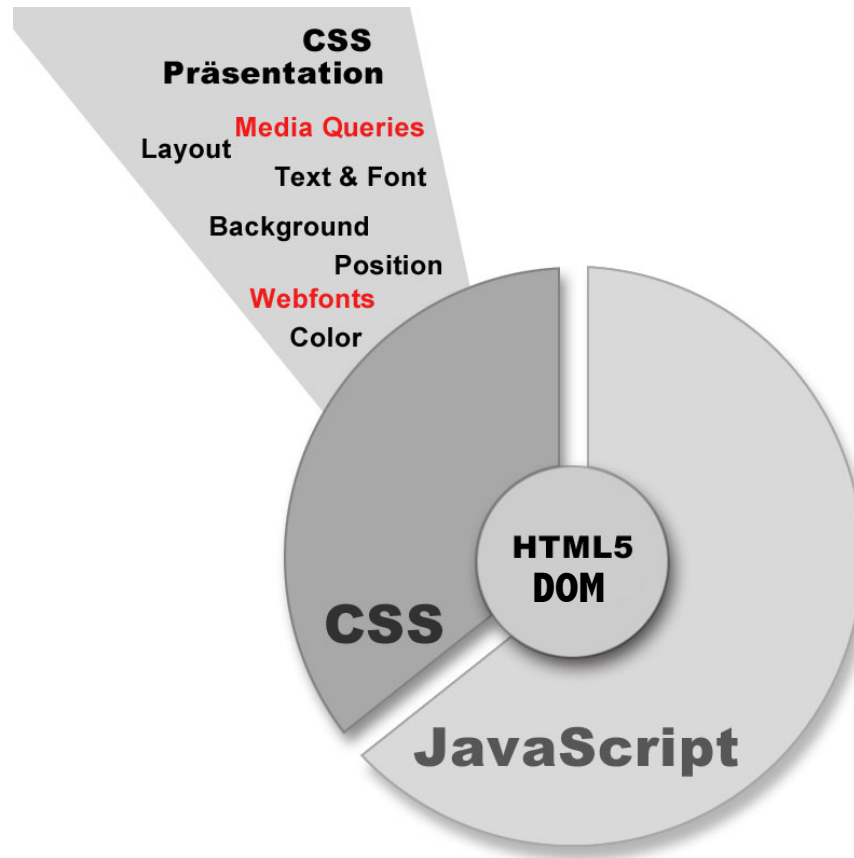 CSS
Präsentation
Media Queries
Layout
Text & Font
Background
Position
Webfonts
Color
HTML5
DOM
CSS
JavaScript